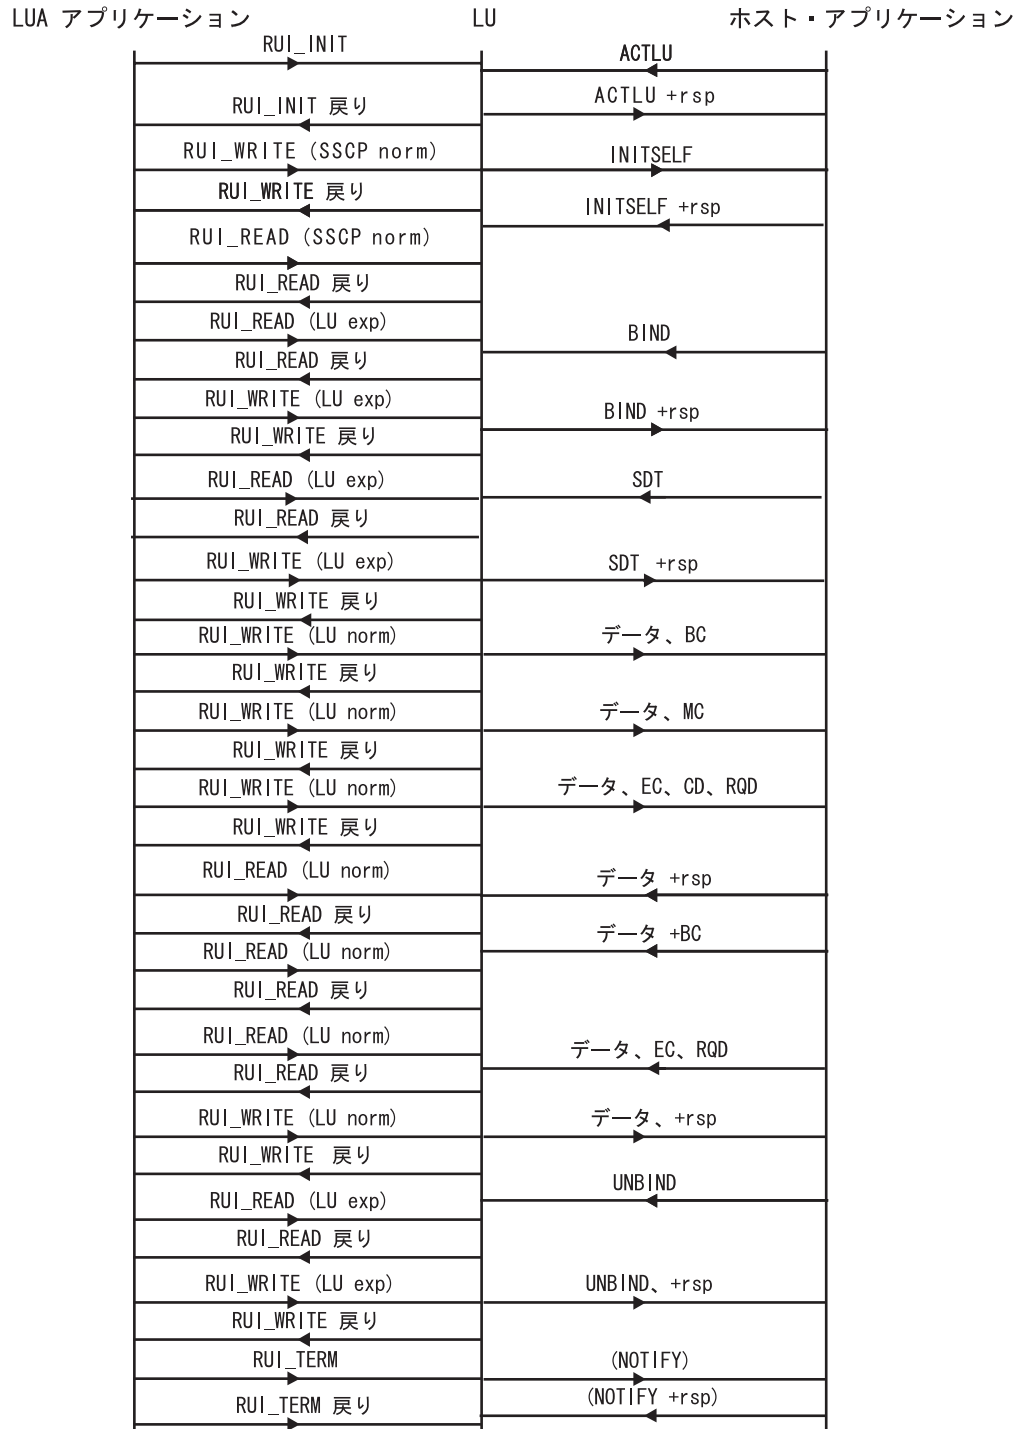 LUA アプリケーション LU ホスト・アプリケーション
RUI_INIT
ACTLU
RUI_INIT 戻り
ACTLU +rsp
RUI_WRITE (SSCP norm)
INITSELF
RUI_WRITE 戻り
INITSELF +rsp
RUI_READ (SSCP norm)
RUI_READ 戻り
RUI_READ (LU exp)
BIND
RUI_READ 戻り
RUI_WRITE (LU exp)
BIND +rsp
RUI_WRITE 戻り
RUI_READ (LU exp)
SDT
RUI_READ 戻り
RUI_WRITE (LU exp)
SDT +rsp
RUI_WRITE 戻り
RUI_WRITE (LU norm)
データ、BC
RUI_WRITE 戻り
RUI_WRITE (LU norm)
データ、MC
RUI_WRITE 戻り
RUI_WRITE (LU norm)
データ、EC、CD、RQD
RUI_WRITE 戻り
RUI_READ (LU norm)
データ +rsp
RUI_READ 戻り
データ +BC
RUI_READ (LU norm)
RUI_READ 戻り
RUI_READ (LU norm)
データ、EC、RQD
RUI_READ 戻り
RUI_WRITE (LU norm)
データ、+rsp
RUI_WRITE 戻り
UNBIND
RUI_READ (LU exp)
RUI_READ 戻り
RUI_WRITE (LU exp)
UNBIND、+rsp
RUI_WRITE 戻り
RUI_TERM
(NOTIFY)
RUI_TERM 戻り
(NOTIFY +rsp)